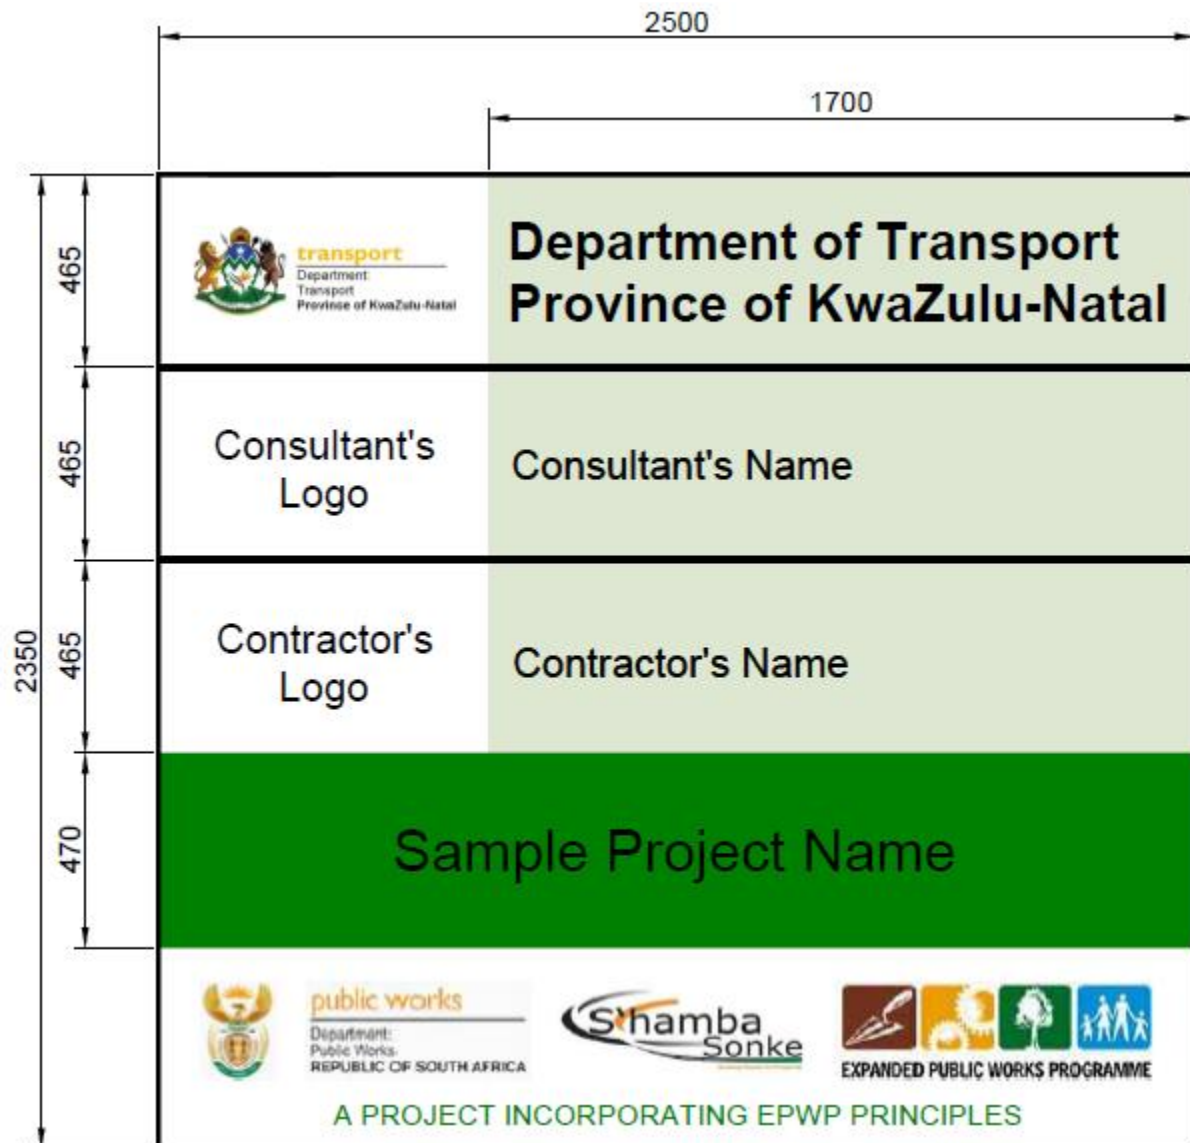 2500
1700
465
transport
Department
Transport
Province of KwaZulu-Natal
Department of Transport
Province of KwaZulu-Natal
465
Consultant's
Logo
Consultant's Name
2350
465
Contractor's
Logo
Contractor's Name
470
Sample Project Name
public works
Department:
Public Works
REPUBLIC OF SOUTH AFRICA
S'hamba
Sonke
EXPANDED PUBLIC WORKS PROGRAMME
A PROJECT INCORPORATING EPWP PRINCIPLES